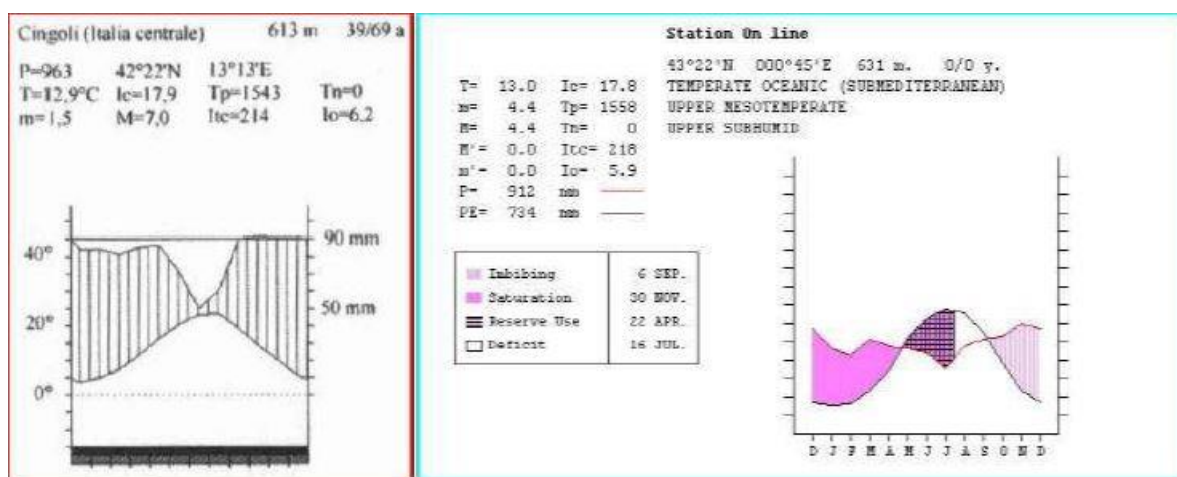 Cingoli (Italia centrale) 613 m 39/69 a
P=963 42°22'N 13°13'E
T=12,9°C Ic=17,9 Tp=1543 Tn=0
m=1,5 M=7,0 Itc=214 Io=6.2
40°
20°
0°
90 mm
50 mm
Station On line
43°22'N 000°45'E 631 m. 0/0 y.
TEMPERATE OCEANIC (SUBMEDITERRANEAN)
UPPER MESOTEMPERATE
UPPER SUBHUMID
T= 13.0 Ic= 17.8
m= 4.4 Tp= 1558
M= 4.4 Tn= 0
M'= 0.0 Itc= 218
m'= 0.0 Io= 5.9
P= 912 mm
PE= 734 mm
Imbibing 6 SEP.
Saturation 30 NOV.
Reserve Use 22 APR.
Deficit 16 JUL.
D J F M A M J J A S O N D